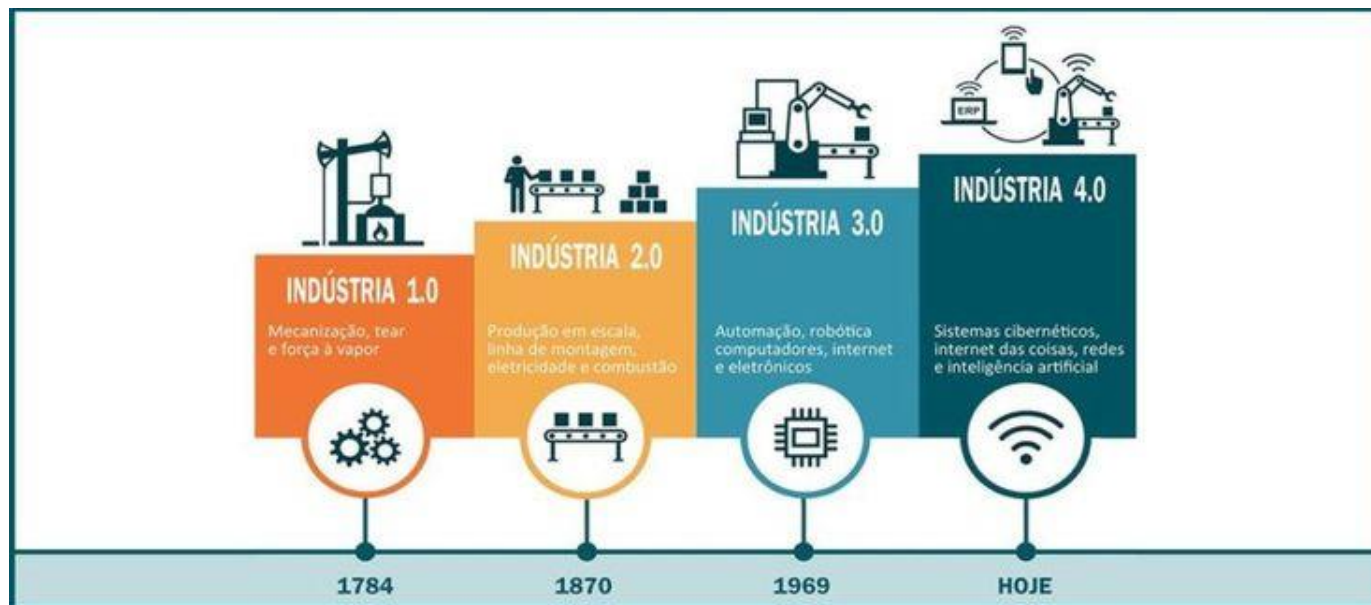 ERP
INDÚSTRIA 1.0
Mecanização, tear
e força à vapor
INDÚSTRIA 2.0
Produção em escala,
linha de montagem,
eletricidade e combustão
INDÚSTRIA 3.0
Automação, robótica
computadores, internet
e eletrônicos
INDÚSTRIA 4.0
Sistemas cibernéticos,
internet das coisas, redes
e inteligência artificial
1784
1870
1969
HOJE